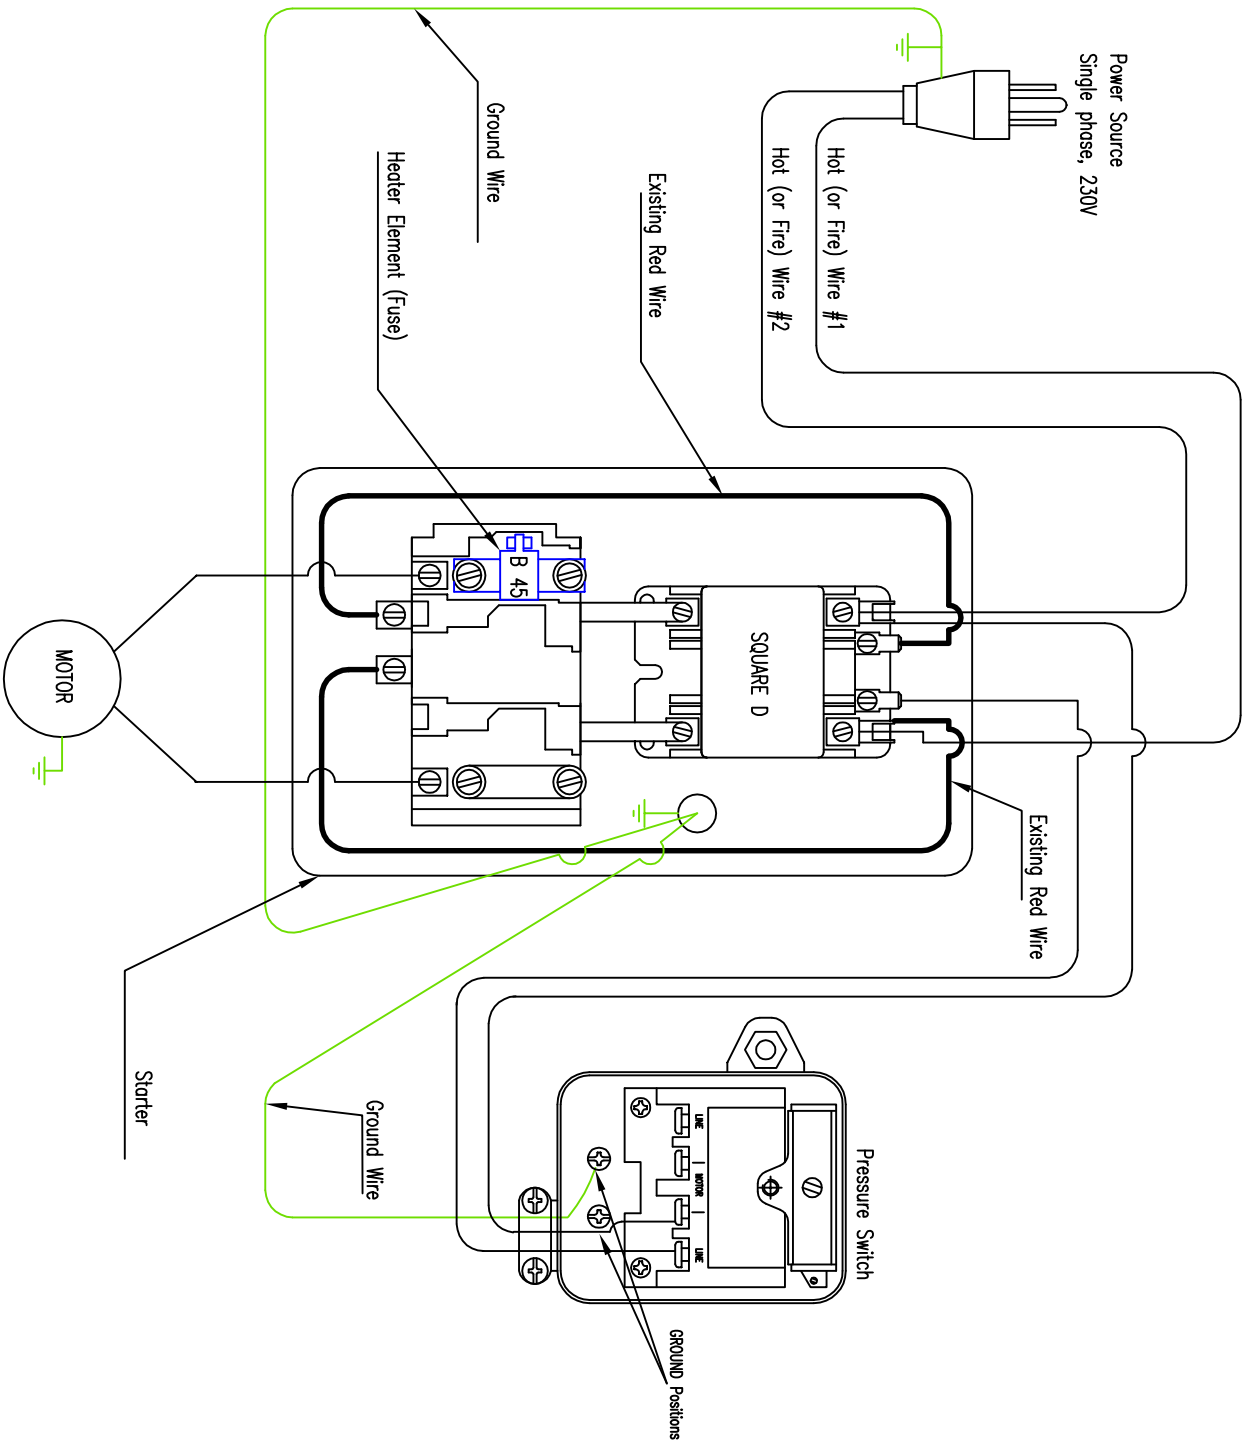 Power Source
Single phase, 230V
Hot (or Fire) Wire #1
Hot (or Fire) Wire #2
Existing Red Wire
Ground Wire
Heater Element (Fuse)
SQUARE D
B 45
MOTOR
Existing Red Wire
Pressure Switch
LINE
MOTOR
LINE
GROUND Positions
Ground Wire
Starter